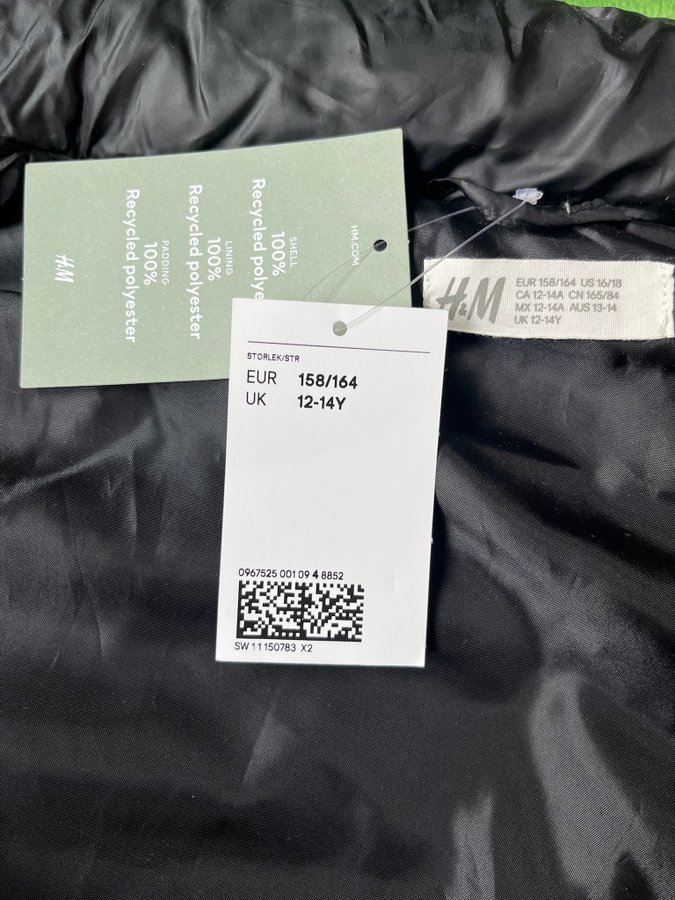 HM.COM
SHELL
100%
Recycled polye
LINING
100%
Recycled polyester
PADDING
100%
Recycled polyester
H&M
H&M
EUR 158/164 US 16/18
CA 12-14A CN 165/84
MX 12-14A AUS 13-14
UK 12-14Y
STORLEK/STR
EUR 158/164
UK 12-14Y
0967525 001 09 4 8852
SW 11150783 X2